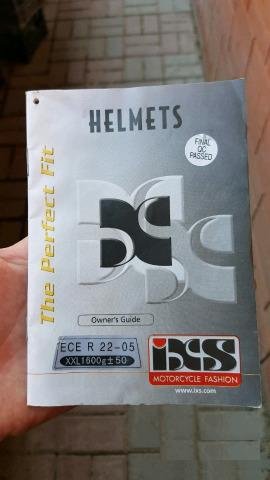 HELMETS
FINAL
QC
PASSED
The Perfect Fit
Owner's Guide
ECE R 22-05
XXL1600g±50
iXS
MOTORCYCLE FASHION
www.ixs.com